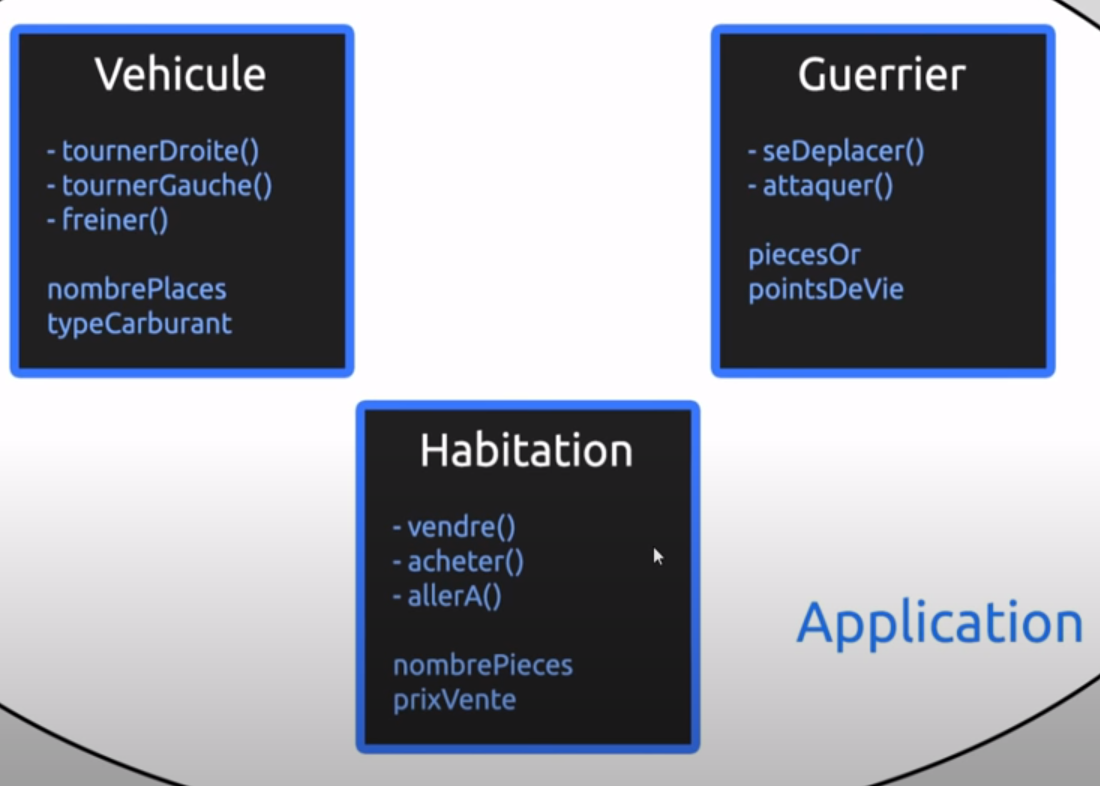 Vehicule
- tournerDroite()
- tournerGauche()
- freiner()
nombrePlaces
typeCarburant
Guerrier
- seDeplacer()
- attaquer()
piecesOr
pointsDeVie
Habitation
- vendre()
- acheter()
- allerA()
nombrePieces
prixVente
Application